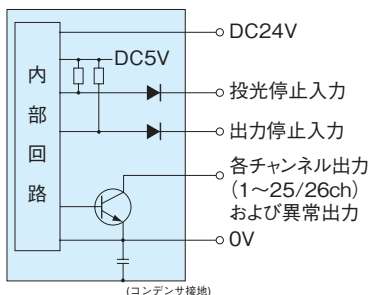 DC24V
DC5V
内部回路
投光停止入力
出力停止入力
各チャンネル出力
(1～25/26ch)
および異常出力
0V
(コンデンサ接地)